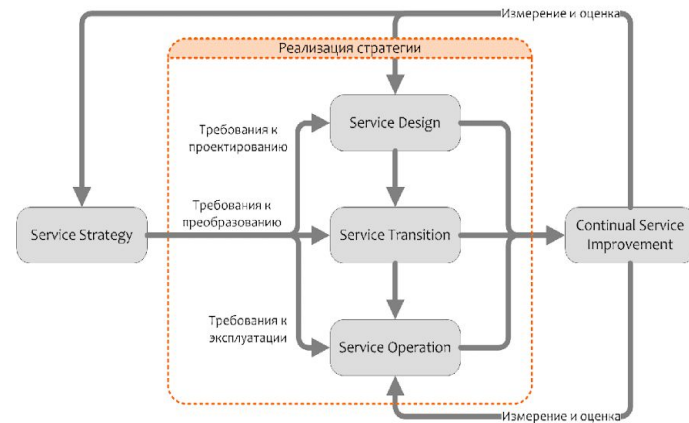 Измерение и оценка
Реализация стратегии
Требования к
проектированию
Service Design
Требования к
преобразованию
Service Strategy
Service Transition
Continual Service
Improvement
Требования к
эксплуатации
Service Operation
Измерение и оценка